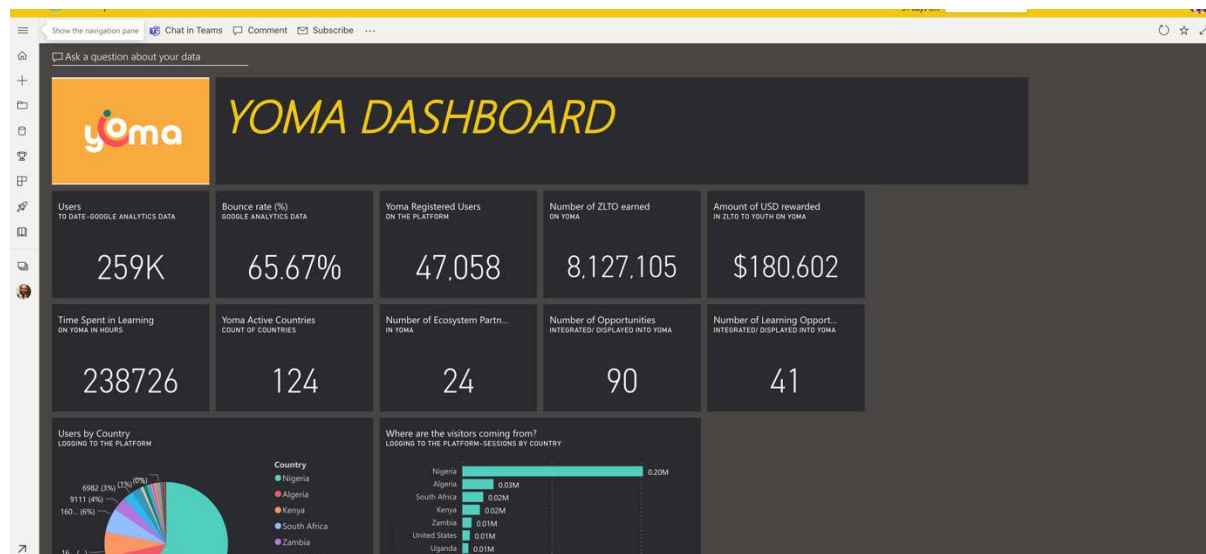 Show the navigation pane
Chat in Teams
Comment
Subscribe
...
Ask a question about your data
yoma
YOMA DASHBOARD
Users
TO DATE-GOOGLE ANALYTICS DATA
259K
Bounce rate (%)
GOOGLE ANALYTICS DATA
65.67%
Yoma Registered Users
ON THE PLATFORM
47,058
Number of ZLTO earned
ON YOMA
8,127,105
Amount of USD rewarded
IN ZLTO TO YOUTH ON YOMA
$180,602
Time Spent in Learning
ON YOMA IN HOURS
238726
Yoma Active Countries
COUNT OF COUNTRIES
124
Number of Ecosystem Partn...
IN YOMA
24
Number of Opportunities
INTEGRATED/ DISPLAYED INTO YOMA
90
Number of Learning Opport...
INTEGRATED/ DISPLAYED INTO YOMA
41
Users by Country
LOGGING TO THE PLATFORM
(0%)
(1%)
6982 (3%)
9111 (4%)
160... (6%)
16... (...)
Country
Nigeria
Algeria
Kenya
South Africa
Zambia
Where are the visitors coming from?
LOGGING TO THE PLATFORM-SESSIONS BY COUNTRY
Nigeria 0.20M
Algeria 0.03M
South Africa 0.02M
Kenya 0.02M
Zambia 0.01M
United States 0.01M
Uganda 0.01M